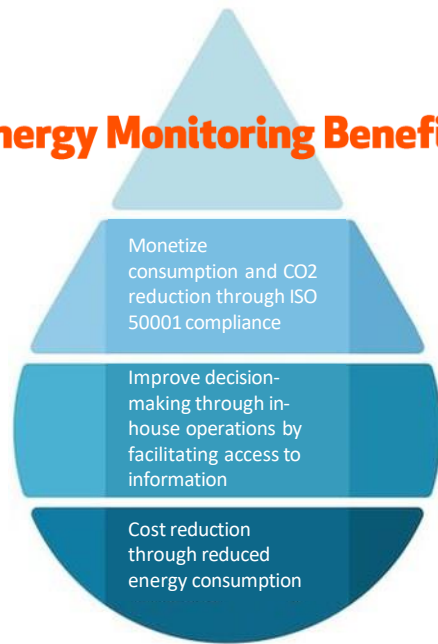 nergy Monitoring Benefi
Monetize
consumption and CO2
reduction through ISO
50001 compliance
Improve decision-
making through in-
house operations by
facilitating access to
information
Cost reduction
through reduced
energy consumption